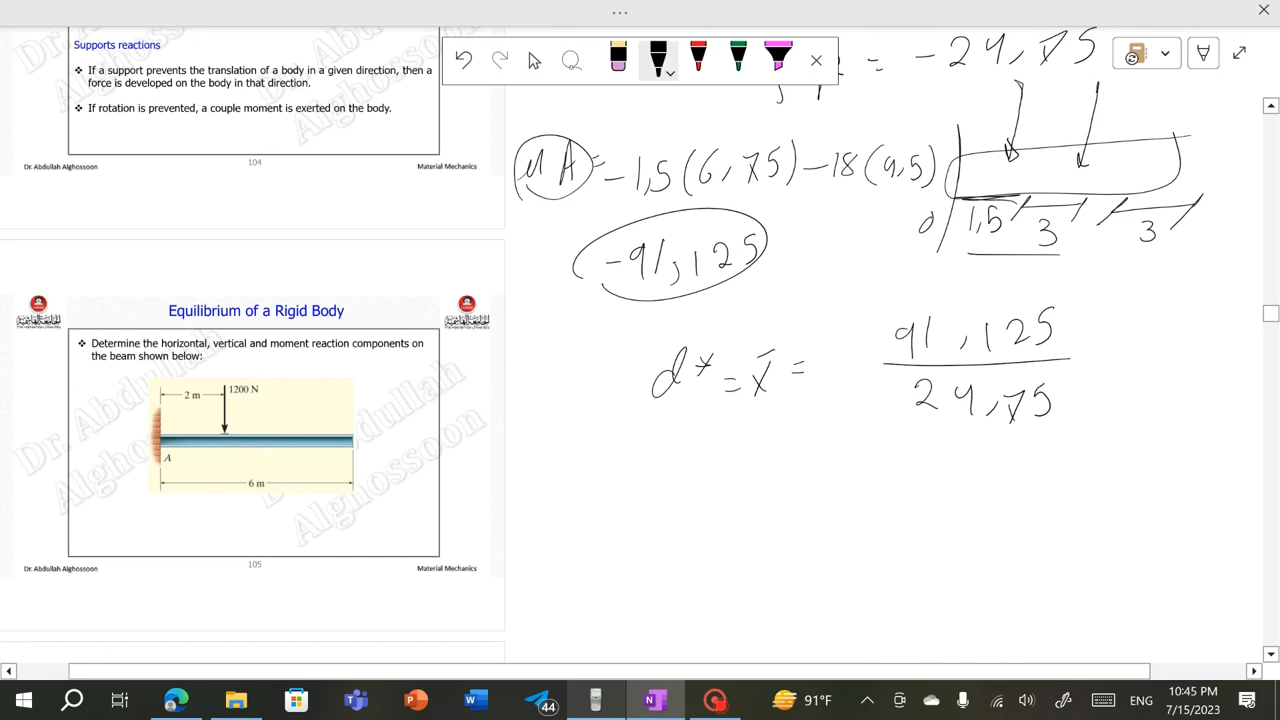 Supports reactions
❖ If a support prevents the translation of a body in a given direction, then a
force is developed on the body in that direction.
❖ If rotation is prevented, a couple moment is exerted on the body.
Dr. Abdullah Alghossoon
104
Material Mechanics
Equilibrium of a Rigid Body
❖ Determine the horizontal, vertical and moment reaction components on
the beam shown below:
2 m
1200 N
A
6 m
Dr. Abdullah Alghossoon
105
Material Mechanics
= -24,75
MA = -1,5(6,75) -18(4,5)
0
1,5
3
3
-91,125
d* = x̄ =
91,125
24,75
44
91°F
ENG
10:45 PM
7/15/2023